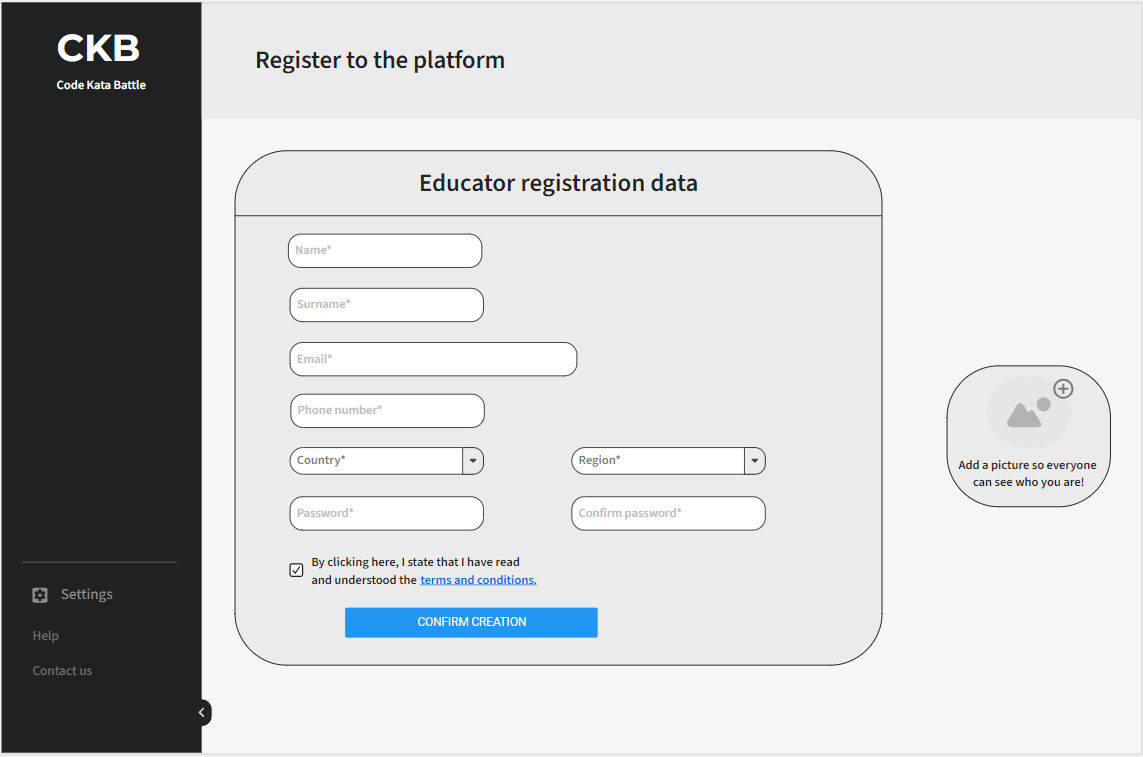 CKB
Code Kata Battle
Register to the platform
Educator registration data
Name*
Surname*
Email*
Phone number*
Country*
Region*
Password*
Confirm password*
By clicking here, I state that I have read
and understood the terms and conditions.
CONFIRM CREATION
Add a picture so everyone
can see who you are!
Settings
Help
Contact us